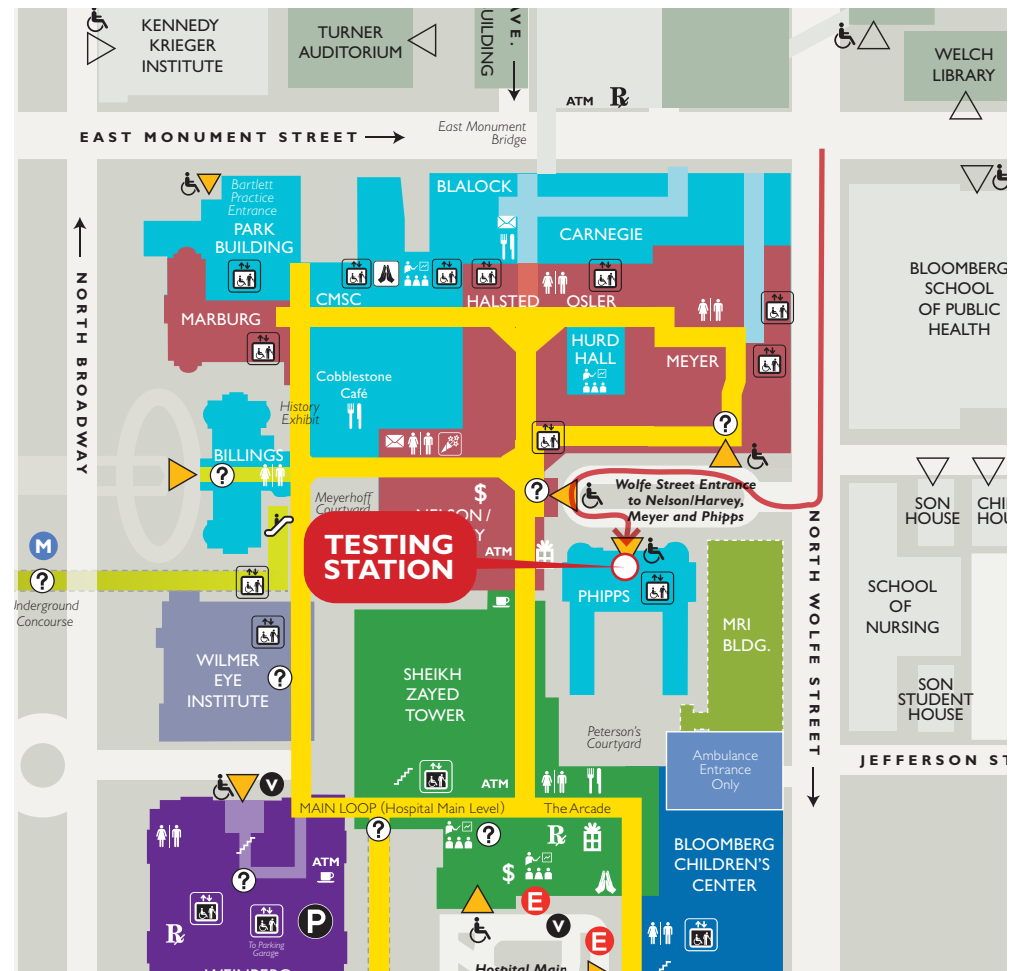 KENNEDY
KRIEGER
INSTITUTE
TURNER
AUDITORIUM
BUILDING
AVE.
WELCH
LIBRARY
ATM
EAST MONUMENT STREET
East Monument
Bridge
Bartlett
Practice
Entrance
PARK
BUILDING
BLALOCK
CARNEGIE
CMSC
HALSTED
OSLER
MARBURG
HURD
HALL
MEYER
BLOOMBERG
SCHOOL
OF PUBLIC
HEALTH
NORTH BROADWAY
Cobblestone
Café
History
Exhibit
BILLINGS
?
?
?
Meyerhoff
Courtyard
$
NELSON /
Y
ATM
Wolfe Street Entrance
to Nelson/Harvey,
Meyer and Phipps
SON
HOUSE
TESTING
STATION
M
?
Concourse
PHIPPS
MRI
BLDG.
NORTH WOLFE STREET
SCHOOL
OF
NURSING
WILMER
EYE
INSTITUTE
?
SHEIKH
ZAYED
TOWER
SON
STUDENT
HOUSE
Peterson's
Courtyard
Ambulance
Entrance
Only
JEFFERSON ST
V
ATM
MAIN LOOP (Hospital Main Level)
The Arcade
?
?
BLOOMBERG
CHILDREN'S
CENTER
ATM
?
$
E
V
E
P
To Parking
Garage
Hospital Main
WEINBERG